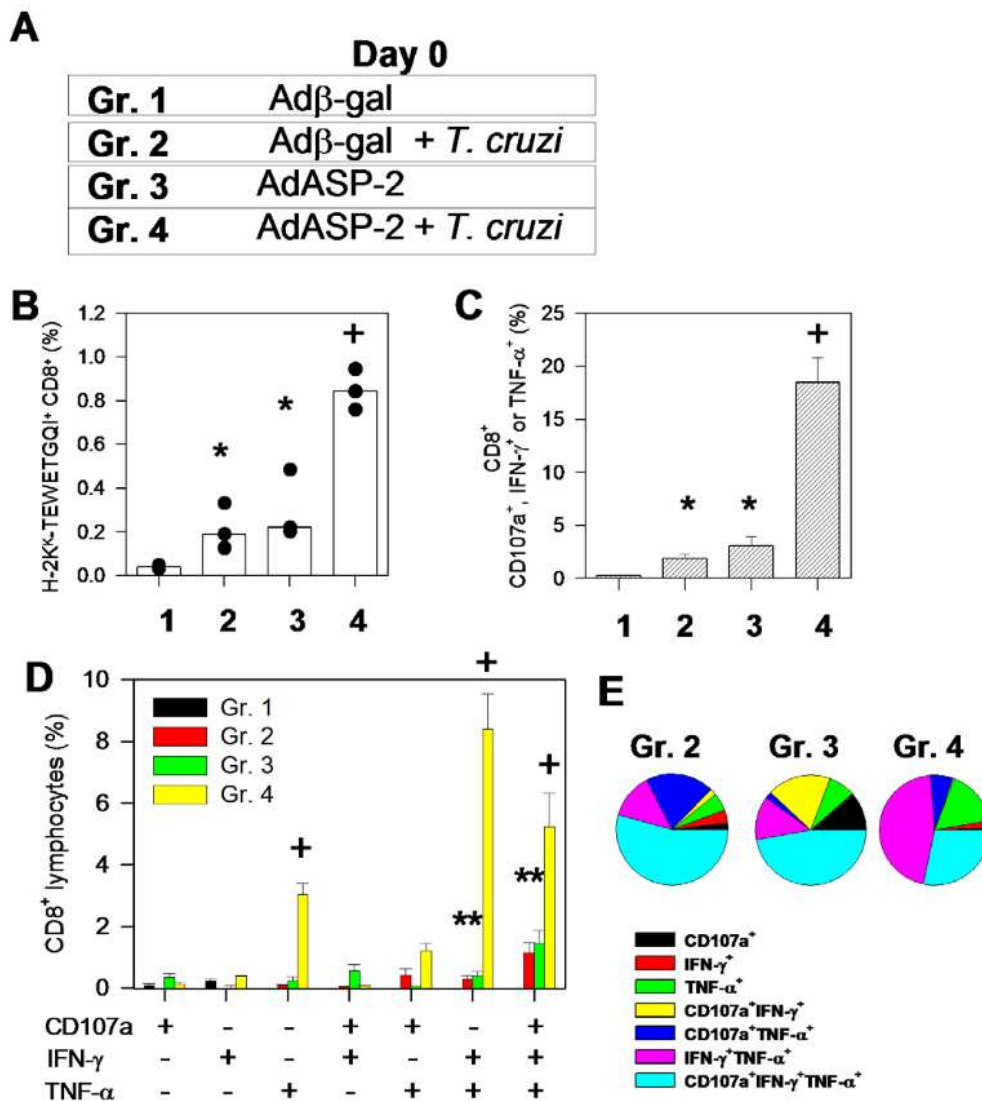 A
Day 0
Gr. 1 Adβ-gal
Gr. 2 Adβ-gal + T. cruzi
Gr. 3 AdASP-2
Gr. 4 AdASP-2 + T. cruzi
B
H-2Kᴷ-TEWETGQI⁺ CD8⁺ (%)
1.2
1.0
0.8
0.6
0.4
0.2
0.0
* * +
1 2 3 4
C
CD8⁺
CD107a⁺, IFN-γ⁺ or TNF-α⁺ (%)
25
20
15
10
5
0
* * +
1 2 3 4
D
CD8⁺ lymphocytes (%)
10
8
6
4
2
0
Gr. 1
Gr. 2
Gr. 3
Gr. 4
+ ** + ** +
CD107a + - - + + - +
IFN-γ - + - + - + +
TNF-α - - + - + + +
E
Gr. 2 Gr. 3 Gr. 4
CD107a⁺
IFN-γ⁺
TNF-α⁺
CD107a⁺IFN-γ⁺
CD107a⁺TNF-α⁺
IFN-γ⁺TNF-α⁺
CD107a⁺IFN-γ⁺TNF-α⁺